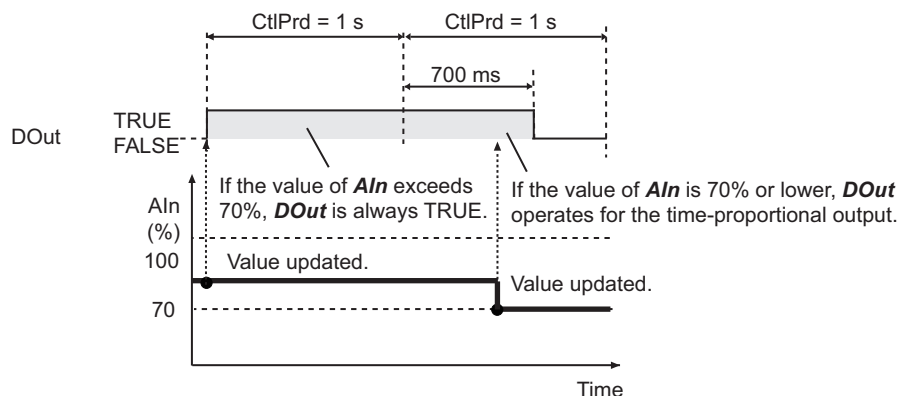 CtlPrd = 1 s
CtlPrd = 1 s
700 ms
DOut
TRUE
FALSE
If the value of AIn exceeds
70%, DOut is always TRUE.
If the value of AIn is 70% or lower, DOut
operates for the time-proportional output.
AIn
(%)
100
Value updated.
Value updated.
70
Time